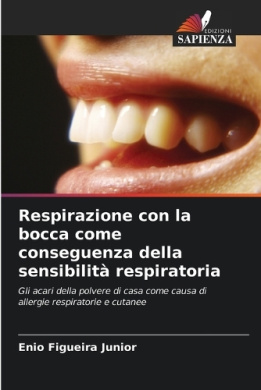 EDIZIONI
SAPIENZA
Respirazione con la
bocca come
conseguenza della
sensibilità respiratoria
Gli acari della polvere di casa come causa di
allergie respiratorie e cutanee
Enio Figueira Junior